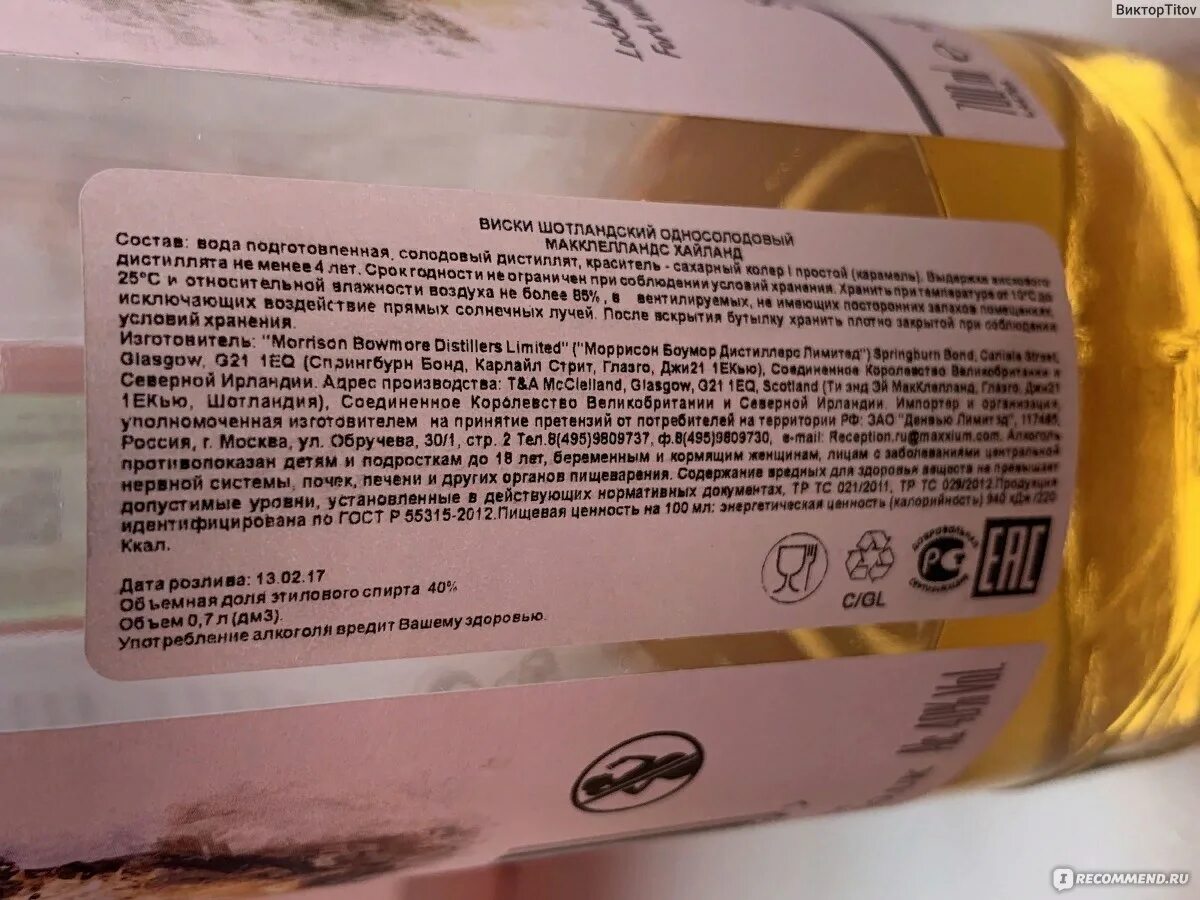 ВикторTitov
700 ml e
ВИСКИ ШОТЛАНДСКИЙ ОДНОСОЛОДОВЫЙ
МАККЛЕЛЛАНДС ХАЙЛАНД
Состав: вода подготовленная, солодовый дистиллят, краситель - сахарный колер I простой (карамель). Выдержка вискового
дистиллята не менее 4 лет. Срок годности не ограничен при соблюдении условий хранения. Хранить при температуре от 10°С до
25°С и относительной влажности воздуха не более 85%, в вентилируемых, не имеющих посторонних запахов помещениях,
исключающих воздействие прямых солнечных лучей. После вскрытия бутылку хранить плотно закрытой при соблюдении
условий хранения.
Изготовитель: "Morrison Bowmore Distillers Limited" ("Моррисон Боумор Дистиллерс Лимитед") Springburn Bond, Carlisle Street,
Glasgow, G21 1EQ (Спрингбурн Бонд, Карлайл Стрит, Глазго, Джи21 1ЕКью), Соединенное Королевство Великобритании и
Северной Ирландии. Адрес производства: T&A McClelland, Glasgow, G21 1EQ, Scotland (Ти энд Эй МакКлелланд, Глазго, Джи21
1ЕКью, Шотландия), Соединенное Королевство Великобритании и Северной Ирландии. Импортер и организация,
уполномоченная изготовителем на принятие претензий от потребителей на территории РФ: ЗАО "Денвью Лимитэд", 117485,
Россия, г. Москва, ул. Обручева, 30/1, стр. 2 Тел.8(495)9809737, ф.8(495)9809730, e-mail: Reception.ru@maxxium.com. Алкоголь
противопоказан детям и подросткам до 18 лет, беременным и кормящим женщинам, лицам с заболеваниями центральной
нервной системы, почек, печени и других органов пищеварения. Содержание вредных для здоровья веществ не превышает
допустимые уровни, установленные в действующих нормативных документах, ТР ТС 021/2011, ТР ТС 029/2012.Продукция
идентифицирована по ГОСТ Р 55315-2012.Пищевая ценность на 100 мл: энергетическая ценность (калорийность) 940 кДж /220
Ккал.
Дата розлива: 13.02.17
Объемная доля этилового спирта 40%
Объем 0,7 л (дм3).
Употребление алкоголя вредит Вашему здоровью.
C/GL
ДОБРОВОЛЬНАЯ
РСТ
СЕРТИФИКАЦИЯ
EAC
40% Vol.
IRECOMMEND.RU